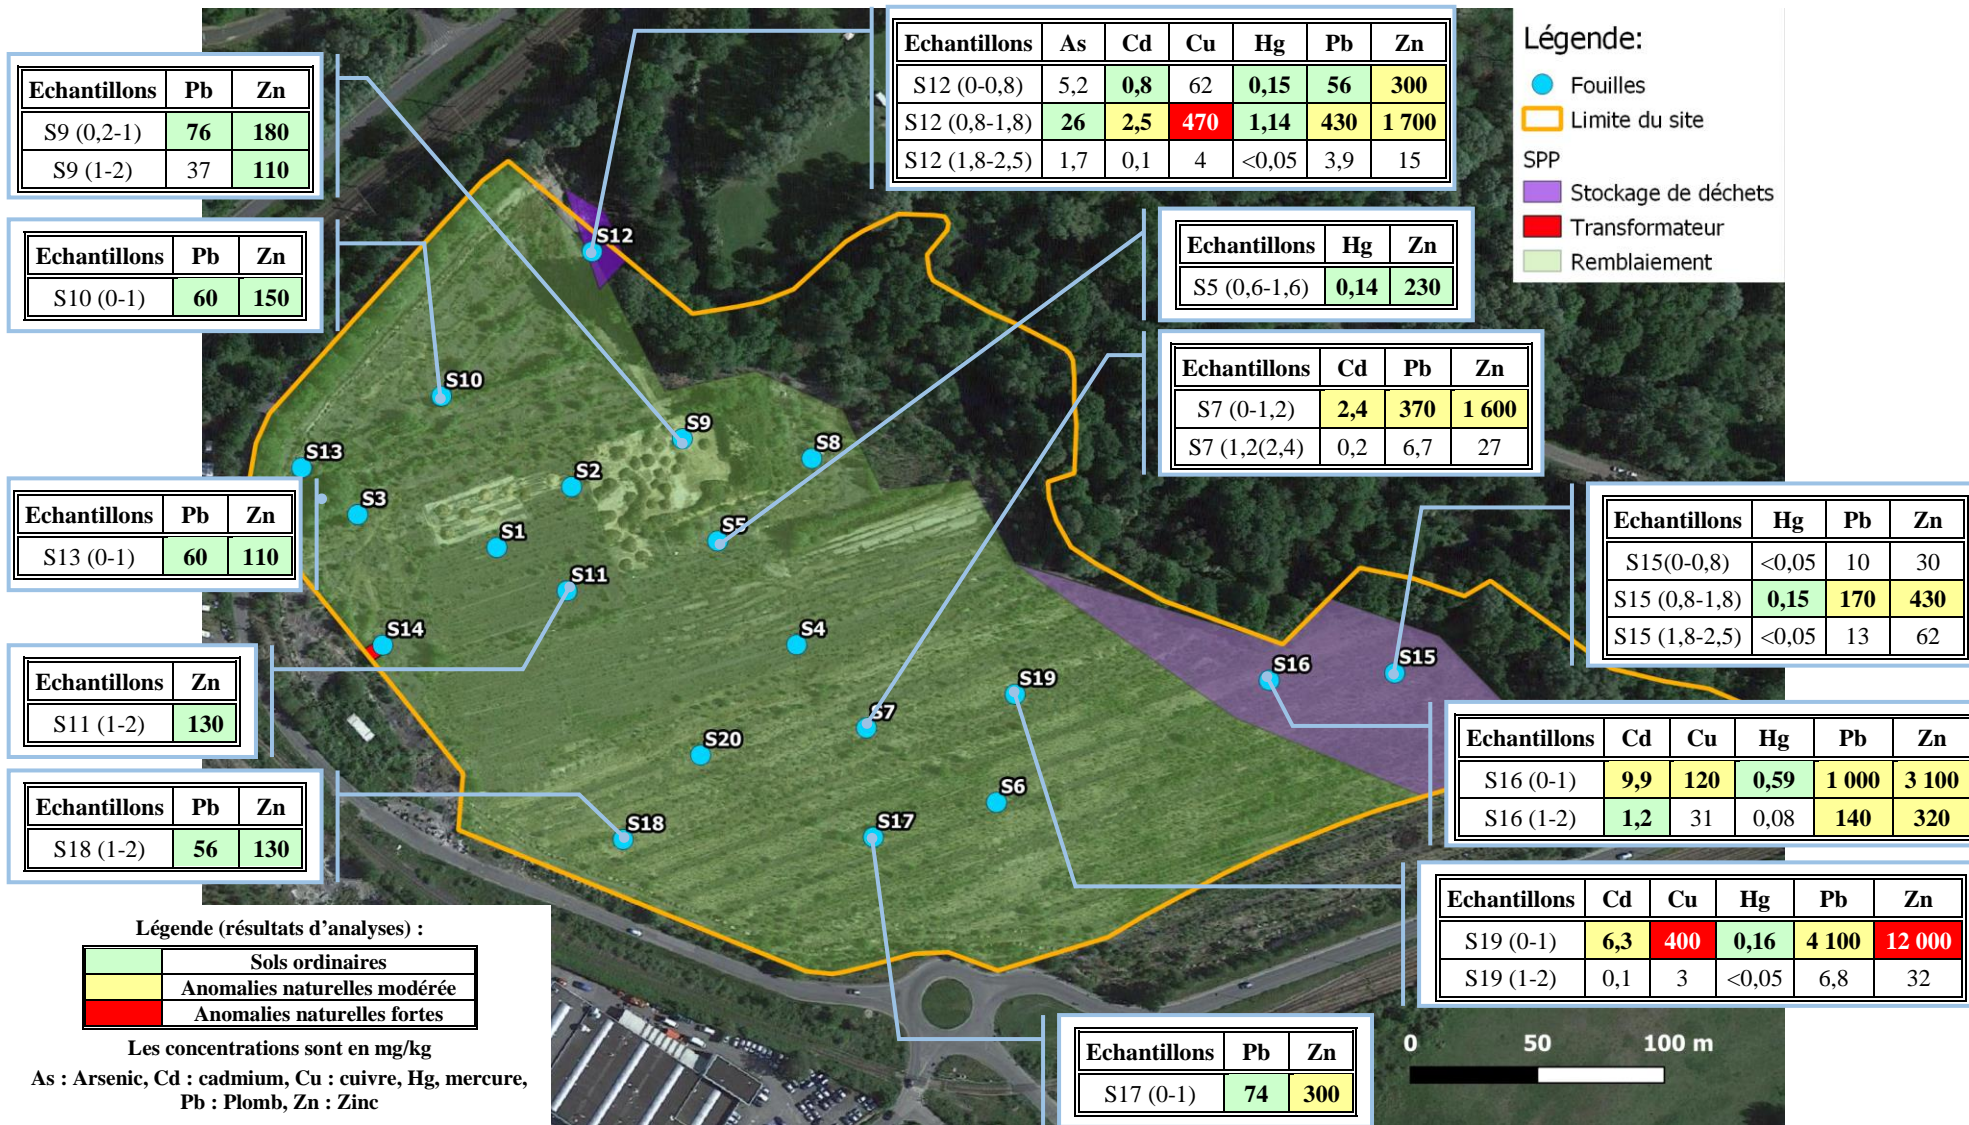 Echantillons Pb Zn
S9 (0,2-1) 76 180
S9 (1-2) 37 110
Echantillons Pb Zn
S10 (0-1) 60 150
Echantillons Pb Zn
S13 (0-1) 60 110
Echantillons Zn
S11 (1-2) 130
Echantillons Pb Zn
S18 (1-2) 56 130
Echantillons As Cd Cu Hg Pb Zn
S12 (0-0,8) 5,2 0,8 62 0,15 56 300
S12 (0,8-1,8) 26 2,5 470 1,14 430 1 700
S12 (1,8-2,5) 1,7 0,1 4 <0,05 3,9 15
Echantillons Hg Zn
S5 (0,6-1,6) 0,14 230
Echantillons Cd Pb Zn
S7 (0-1,2) 2,4 370 1 600
S7 (1,2(2,4) 0,2 6,7 27
Echantillons Hg Pb Zn
S15(0-0,8) <0,05 10 30
S15 (0,8-1,8) 0,15 170 430
S15 (1,8-2,5) <0,05 13 62
Echantillons Cd Cu Hg Pb Zn
S16 (0-1) 9,9 120 0,59 1 000 3 100
S16 (1-2) 1,2 31 0,08 140 320
Echantillons Cd Cu Hg Pb Zn
S19 (0-1) 6,3 400 0,16 4 100 12 000
S19 (1-2) 0,1 3 <0,05 6,8 32
Echantillons Pb Zn
S17 (0-1) 74 300
Légende:
Fouilles
Limite du site
SPP
Stockage de déchets
Transformateur
Remblaiement
S12
S10
S9
S8
S13
S2
S3
S1
S5
S11
S14
S4
S16
S15
S19
S7
S20
S6
S18
S17
Légende (résultats d'analyses) :
Sols ordinaires
Anomalies naturelles modérée
Anomalies naturelles fortes
Les concentrations sont en mg/kg
As : Arsenic, Cd : cadmium, Cu : cuivre, Hg, mercure,
Pb : Plomb, Zn : Zinc
0 50 100 m